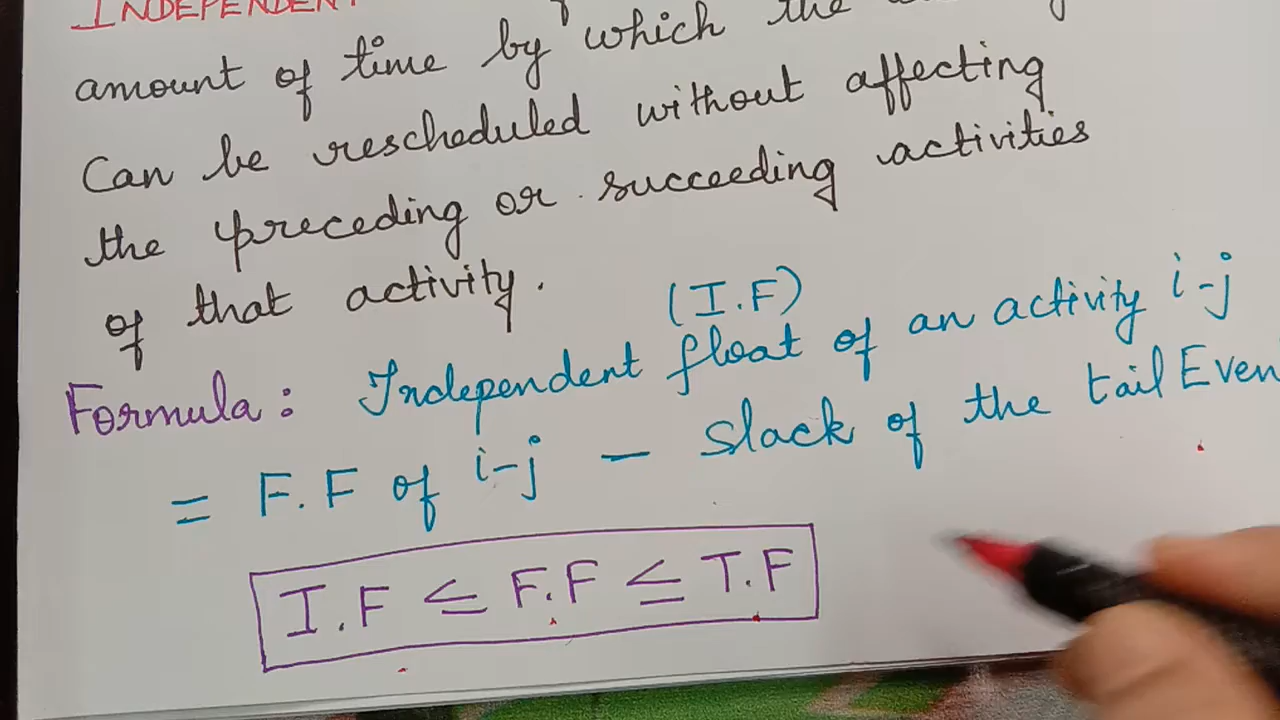 INDEPENDENT
amount of time by which the
Can be rescheduled without affecting
the preceding or succeeding activities
of that activity.
(I.F)
Formula: Independent float of an activity i-j
= F.F of i-j - Slack of the tail Even
I.F ≤ F.F ≤ T.F